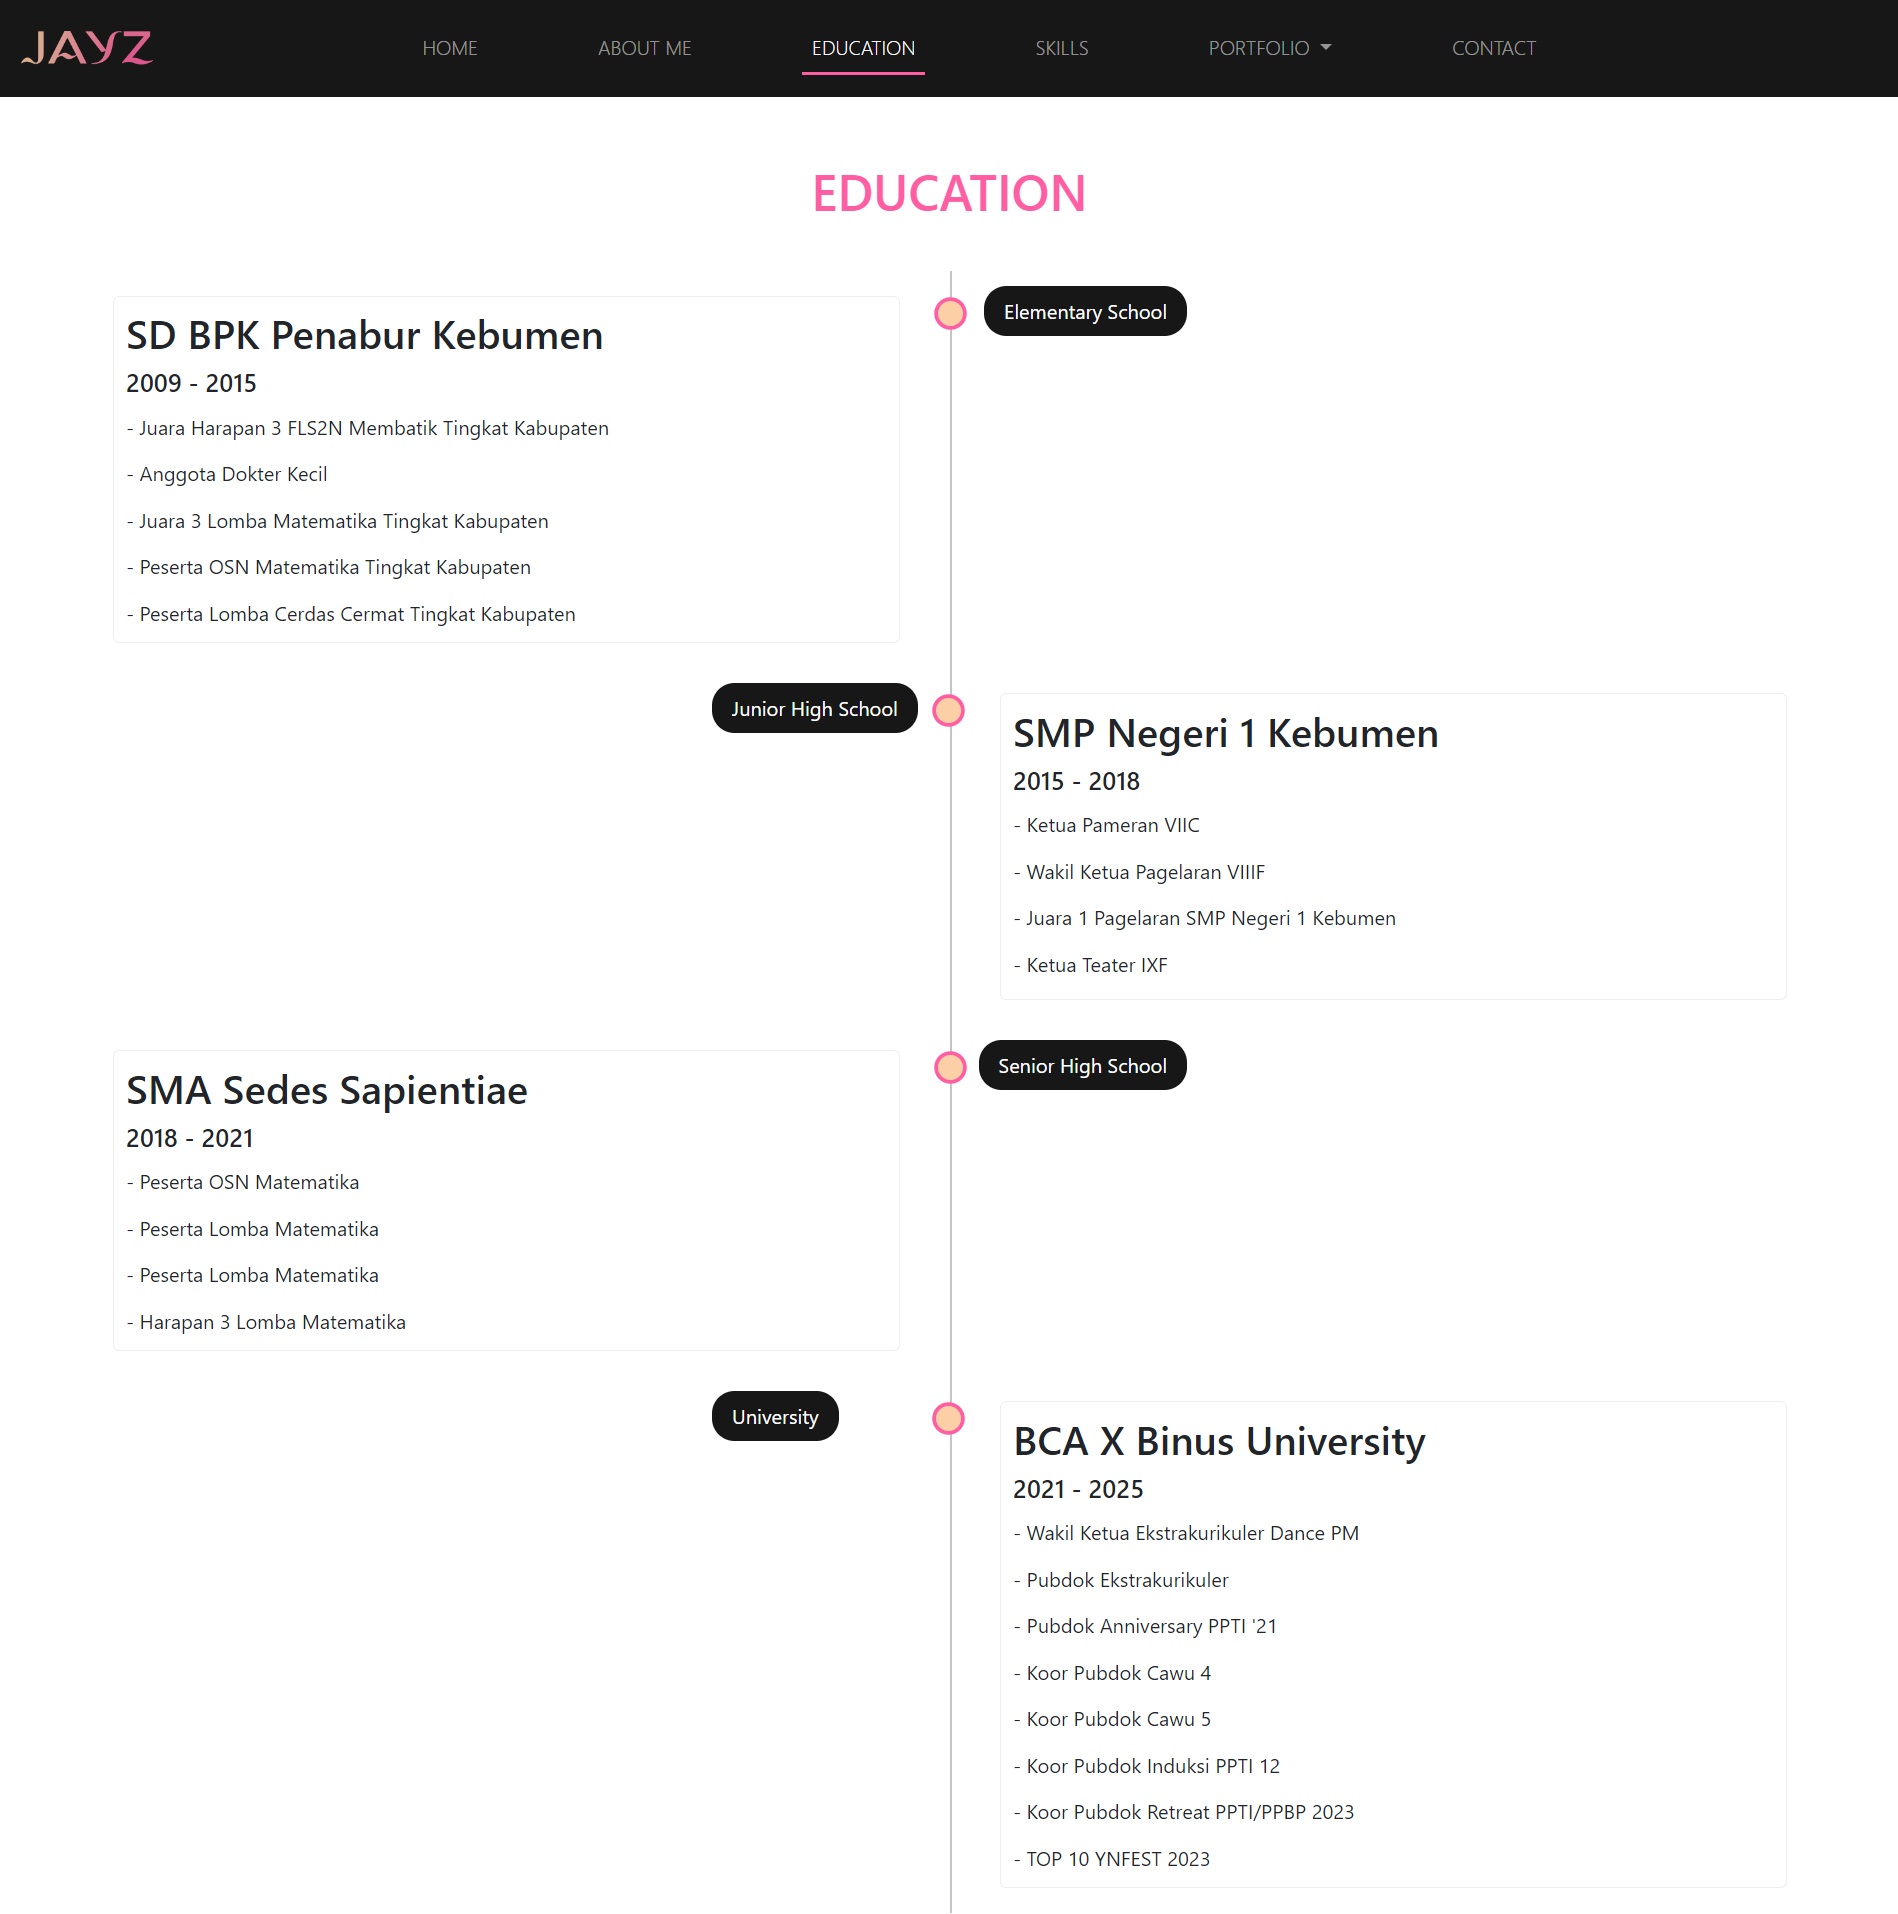 JAYZ
HOME
ABOUT ME
EDUCATION
SKILLS
PORTFOLIO
CONTACT
EDUCATION
Elementary School
SD BPK Penabur Kebumen
2009 - 2015
- Juara Harapan 3 FLS2N Membatik Tingkat Kabupaten
- Anggota Dokter Kecil
- Juara 3 Lomba Matematika Tingkat Kabupaten
- Peserta OSN Matematika Tingkat Kabupaten
- Peserta Lomba Cerdas Cermat Tingkat Kabupaten
Junior High School
SMP Negeri 1 Kebumen
2015 - 2018
- Ketua Pameran VIIC
- Wakil Ketua Pagelaran VIIIF
- Juara 1 Pagelaran SMP Negeri 1 Kebumen
- Ketua Teater IXF
Senior High School
SMA Sedes Sapientiae
2018 - 2021
- Peserta OSN Matematika
- Peserta Lomba Matematika
- Peserta Lomba Matematika
- Harapan 3 Lomba Matematika
University
BCA X Binus University
2021 - 2025
- Wakil Ketua Ekstrakurikuler Dance PM
- Pubdok Ekstrakurikuler
- Pubdok Anniversary PPTI '21
- Koor Pubdok Cawu 4
- Koor Pubdok Cawu 5
- Koor Pubdok Induksi PPTI 12
- Koor Pubdok Retreat PPTI/PPBP 2023
- TOP 10 YNFEST 2023